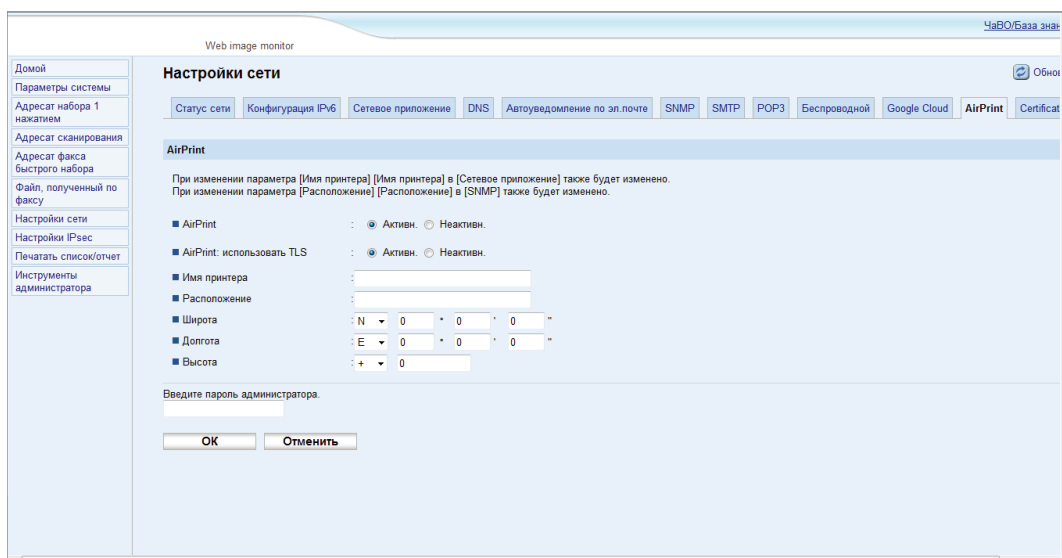 ЧаВО/База знан
Web image monitor
Домой
Параметры системы
Адресат набора 1
нажатием
Адресат сканирования
Адресат факса
быстрого набора
Файл, полученный по
факсу
Настройки сети
Настройки IPsec
Печатать список/отчет
Инструменты
администратора
Настройки сети
Обнов
Статус сети Конфигурация IPv6 Сетевое приложение DNS Автоуведомление по эл.почте SNMP SMTP POP3 Беспроводной Google Cloud AirPrint Certificat
AirPrint
При изменении параметра [Имя принтера] [Имя принтера] в [Сетевое приложение] также будет изменено.
При изменении параметра [Расположение] [Расположение] в [SNMP] также будет изменено.
AirPrint : Активн. Неактивн.
AirPrint: использовать TLS : Активн. Неактивн.
Имя принтера :
Расположение :
Широта : N 0 ° 0 ' 0 "
Долгота : E 0 ° 0 ' 0 "
Высота : + 0
Введите пароль администратора.
ОК Отменить